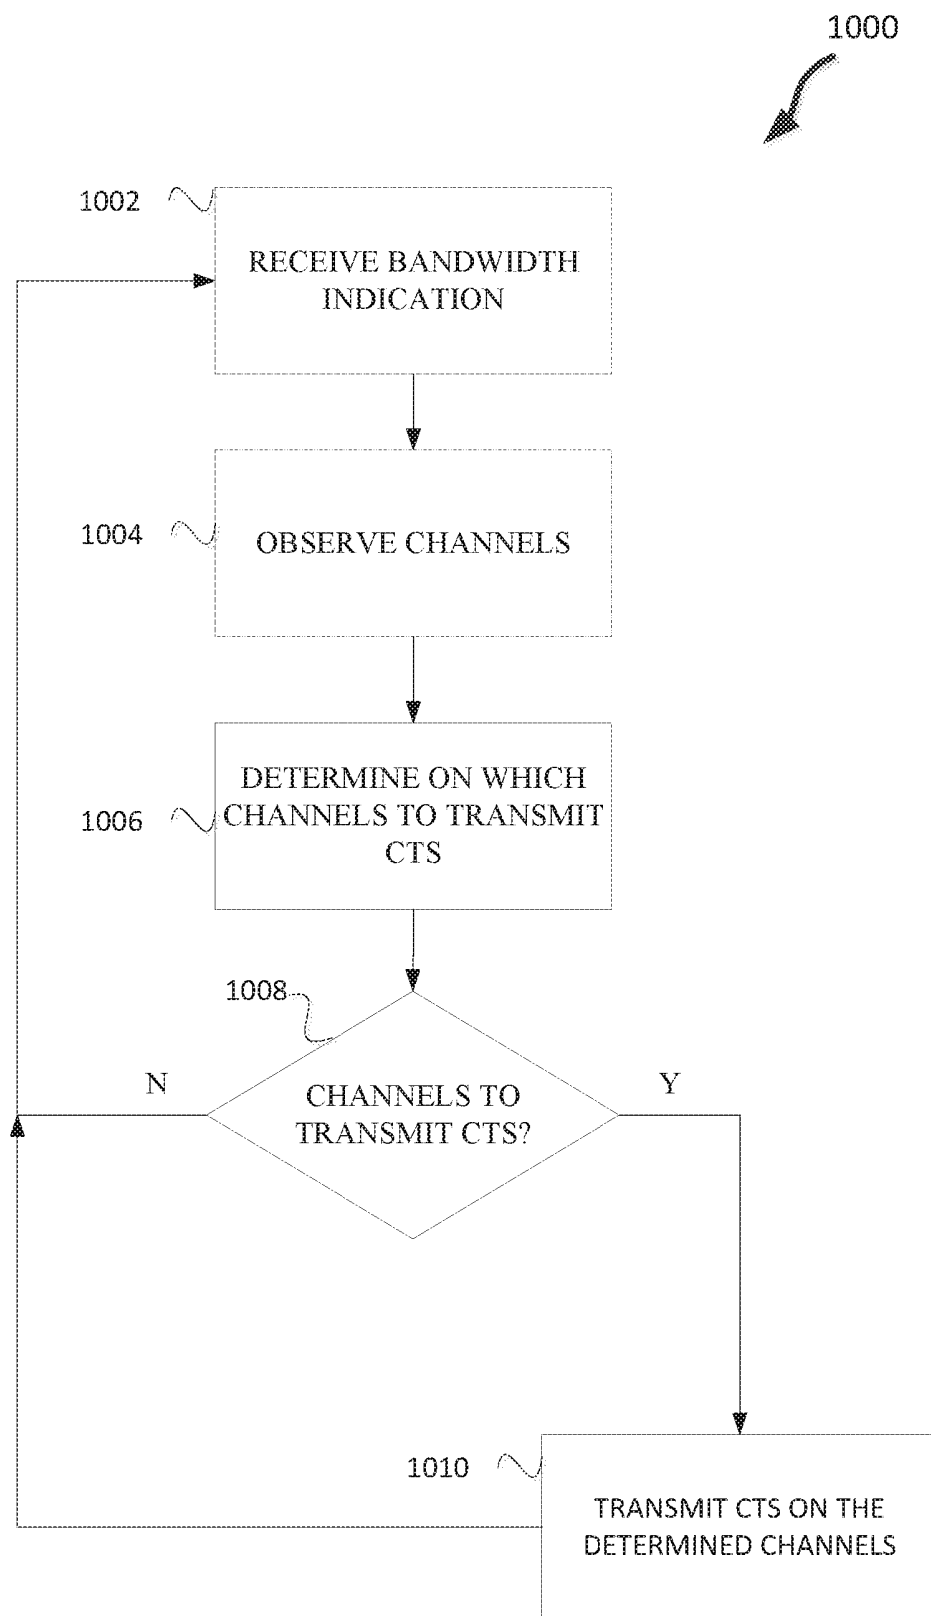 1000
1002
RECEIVE BANDWIDTH
INDICATION
1004
OBSERVE CHANNELS
1006
DETERMINE ON WHICH
CHANNELS TO TRANSMIT
CTS
1008
N
Y
CHANNELS TO
TRANSMIT CTS?
1010
TRANSMIT CTS ON THE
DETERMINED CHANNELS